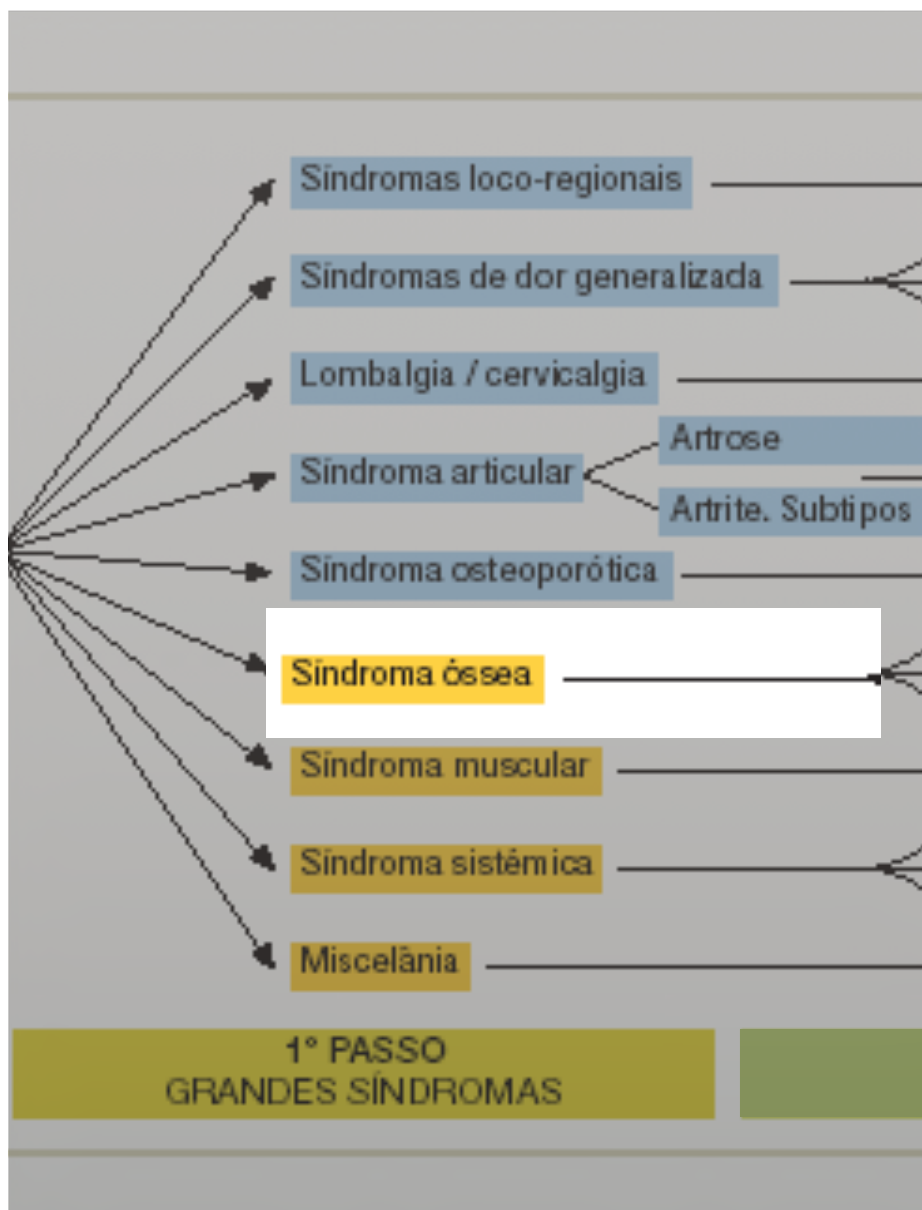 Síndromas loco-regionais
Síndromas de dor generalizada
Lombalgia / cervicalgia
Síndroma articular
Artrose
Artrite. Subtipos
Síndroma osteoporótica
Síndroma óssea
Síndroma muscular
Síndroma sistémica
Miscelânia
1° PASSO
GRANDES SÍNDROMAS